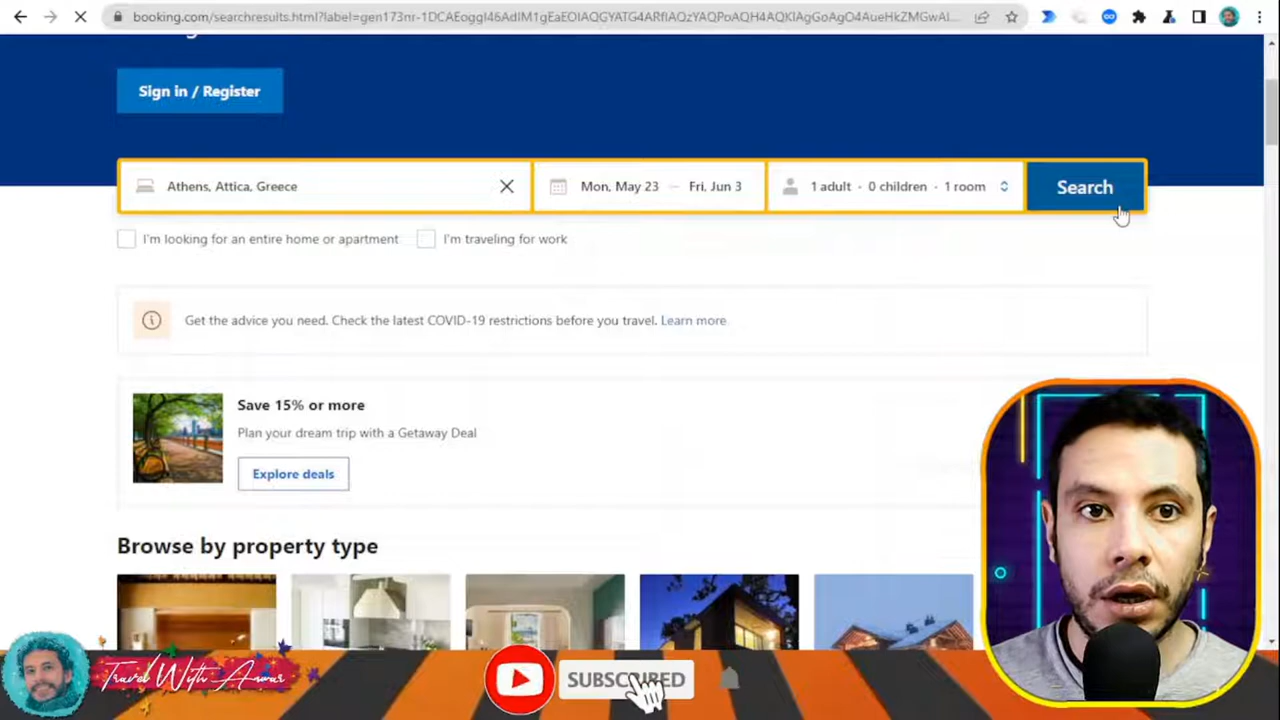 booking.com/searchresults.html?label=gen173nr-1DCAEoggI46AdIM1gEaEOIAQGYATG4ARfIAQzYAQPoAQH4AQKIAgGoAgO4AueHkZMGwAI...
Sign in / Register
Athens, Attica, Greece
Mon, May 23 — Fri, Jun 3
1 adult · 0 children · 1 room
Search
I'm looking for an entire home or apartment
I'm traveling for work
Get the advice you need. Check the latest COVID-19 restrictions before you travel. Learn more
Save 15% or more
Plan your dream trip with a Getaway Deal
Explore deals
Browse by property type
Travel With Anwar
SUBSCRIBED